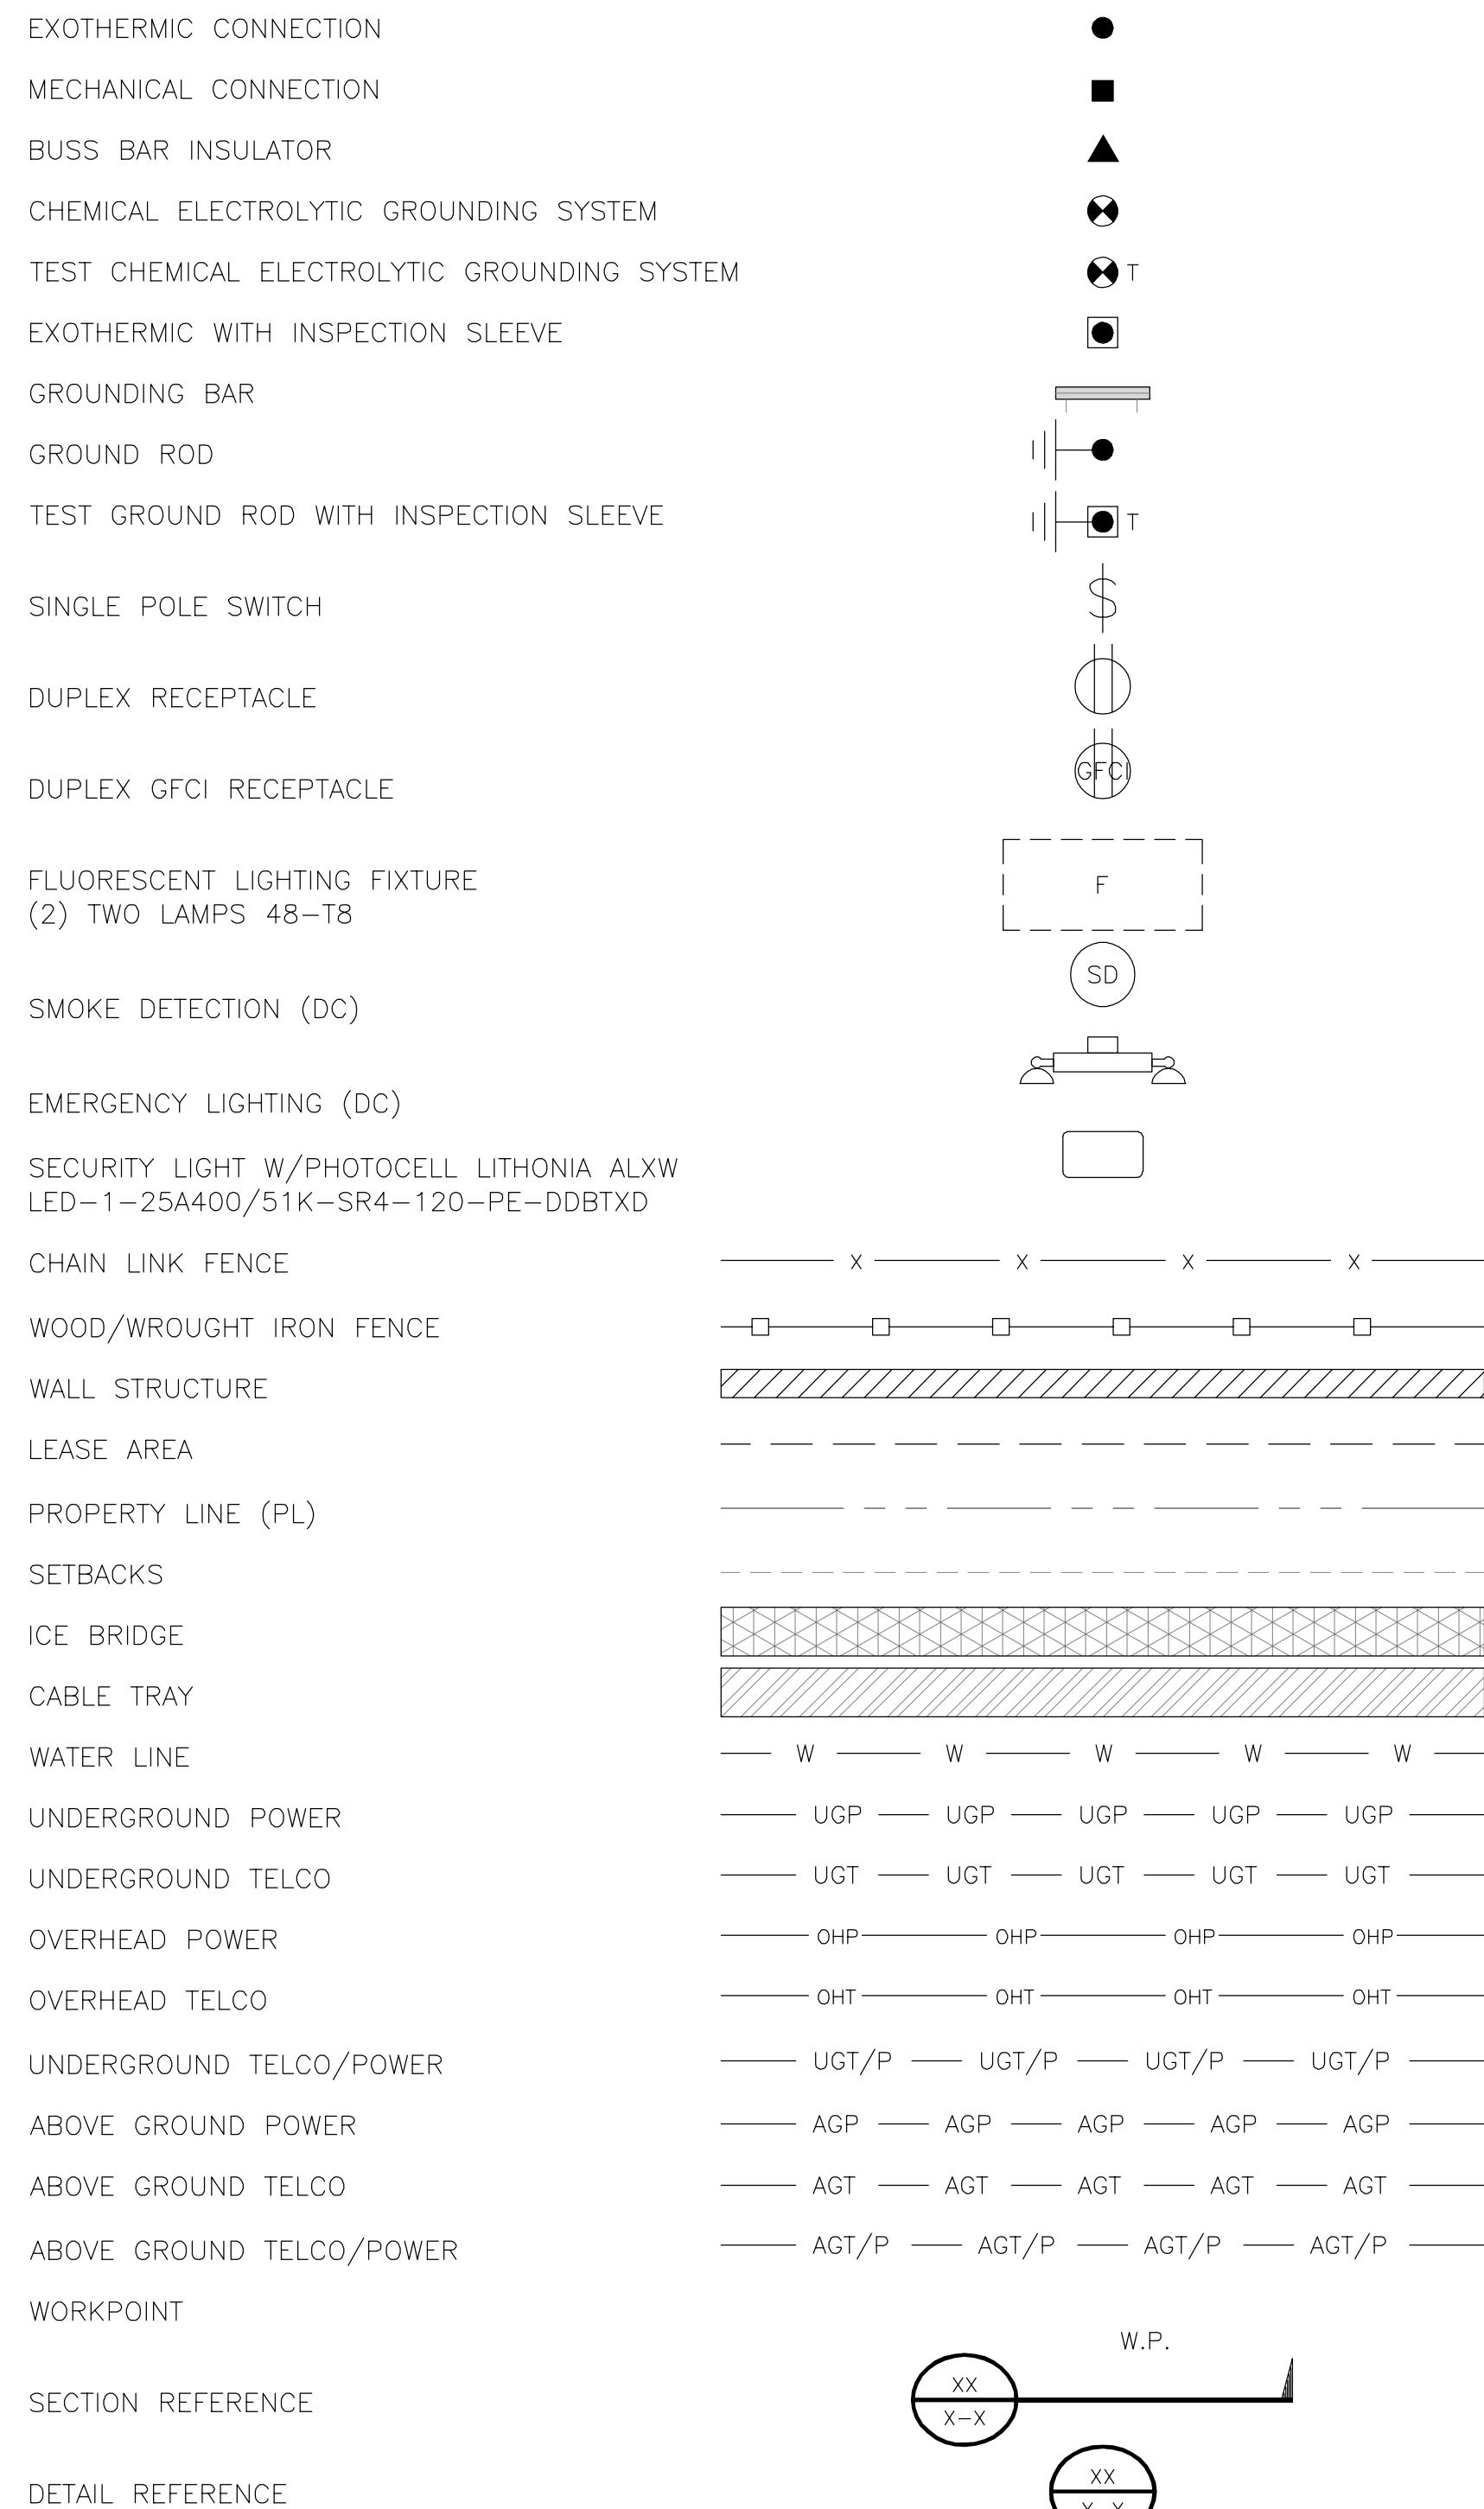 EXOTHERMIC CONNECTION
MECHANICAL CONNECTION
BUSS BAR INSULATOR
CHEMICAL ELECTROLYTIC GROUNDING SYSTEM
TEST CHEMICAL ELECTROLYTIC GROUNDING SYSTEM T
EXOTHERMIC WITH INSPECTION SLEEVE
GROUNDING BAR
GROUND ROD
TEST GROUND ROD WITH INSPECTION SLEEVE T
SINGLE POLE SWITCH $
DUPLEX RECEPTACLE
DUPLEX GFCI RECEPTACLE GFCI
FLUORESCENT LIGHTING FIXTURE F
(2) TWO LAMPS 48-T8
SMOKE DETECTION (DC) SD
EMERGENCY LIGHTING (DC)
SECURITY LIGHT W/PHOTOCELL LITHONIA ALXW
LED-1-25A400/51K-SR4-120-PE-DDBTXD
CHAIN LINK FENCE X X X X
WOOD/WROUGHT IRON FENCE
WALL STRUCTURE
LEASE AREA
PROPERTY LINE (PL)
SETBACKS
ICE BRIDGE
CABLE TRAY
WATER LINE W W W W W
UNDERGROUND POWER UGP UGP UGP UGP UGP
UNDERGROUND TELCO UGT UGT UGT UGT UGT
OVERHEAD POWER OHP OHP OHP OHP
OVERHEAD TELCO OHT OHT OHT OHT
UNDERGROUND TELCO/POWER UGT/P UGT/P UGT/P UGT/P
ABOVE GROUND POWER AGP AGP AGP AGP AGP
ABOVE GROUND TELCO AGT AGT AGT AGT AGT
ABOVE GROUND TELCO/POWER AGT/P AGT/P AGT/P AGT/P
WORKPOINT
W.P.
SECTION REFERENCE XX
X-X
DETAIL REFERENCE XX